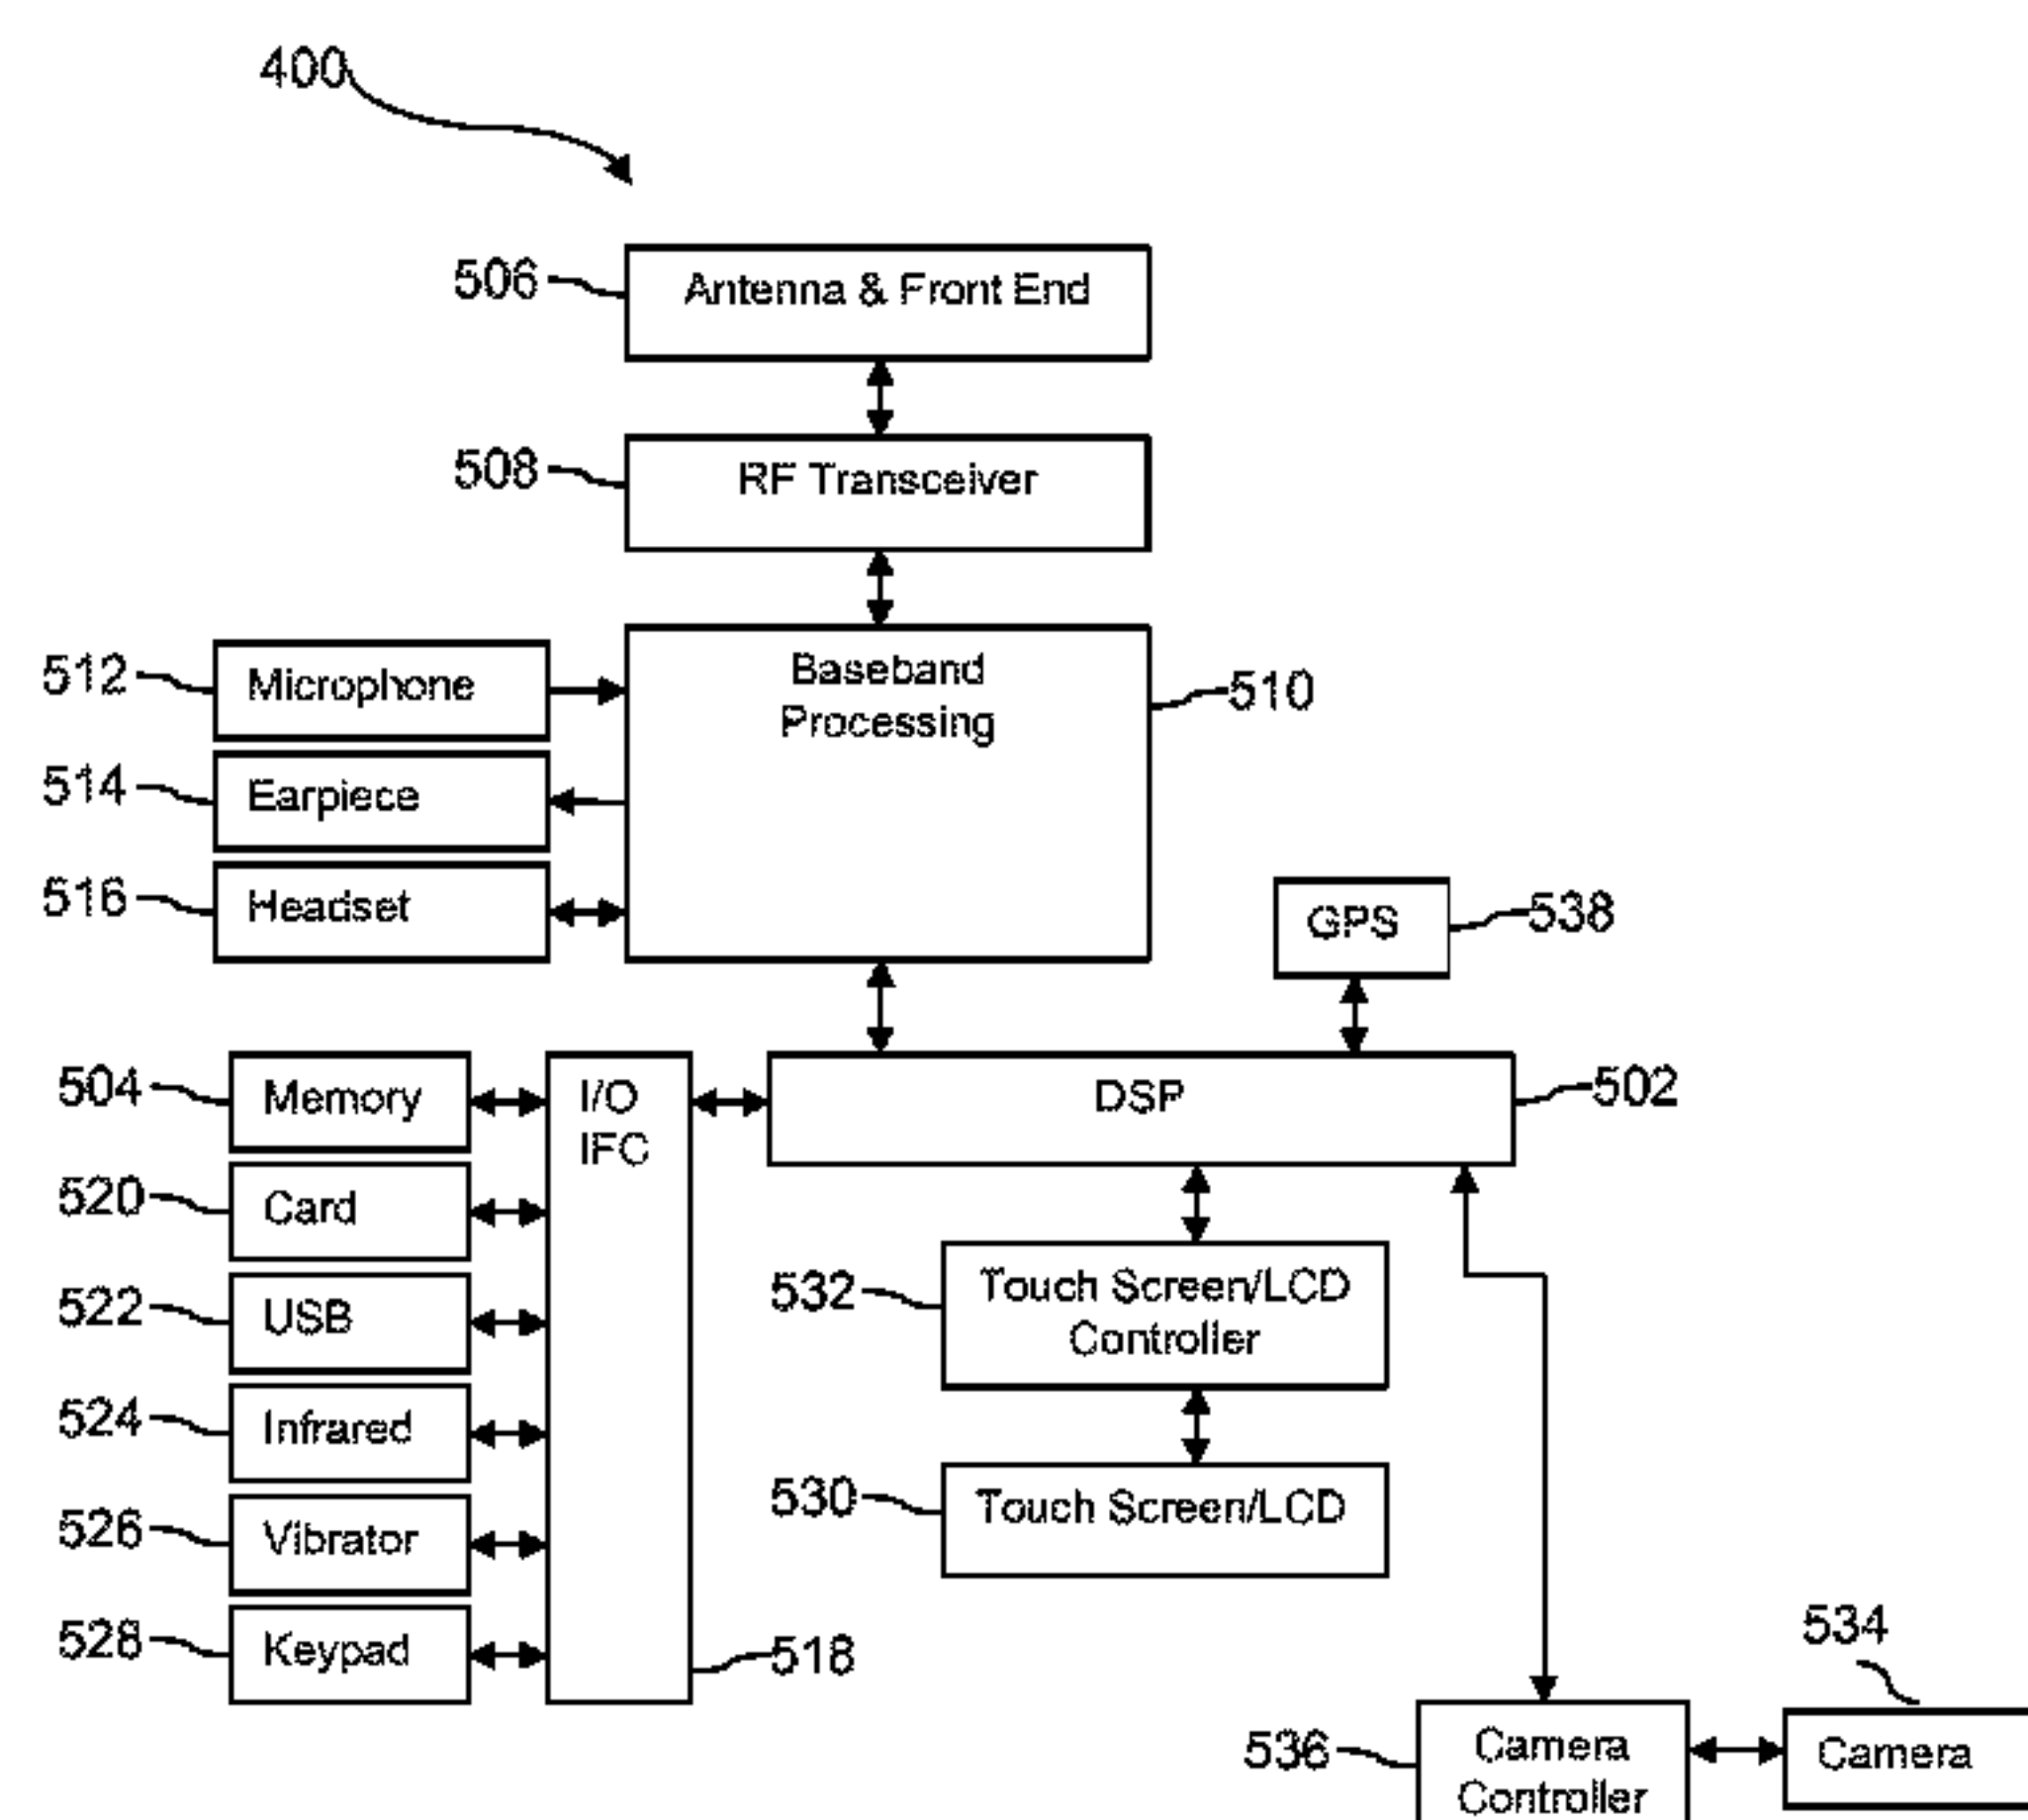 400
506
Antenna & Front End
508
RF Transceiver
512
Microphone
Baseband
Processing
510
514
Earpiece
516
Headset
GPS
538
504
Memory
I/O
IFC
DSP
502
520
Card
522
USB
532
Touch Screen/LCD
Controller
524
Infrared
530
Touch Screen/LCD
526
Vibrator
528
Keypad
518
534
536
Camera
Controller
Camera